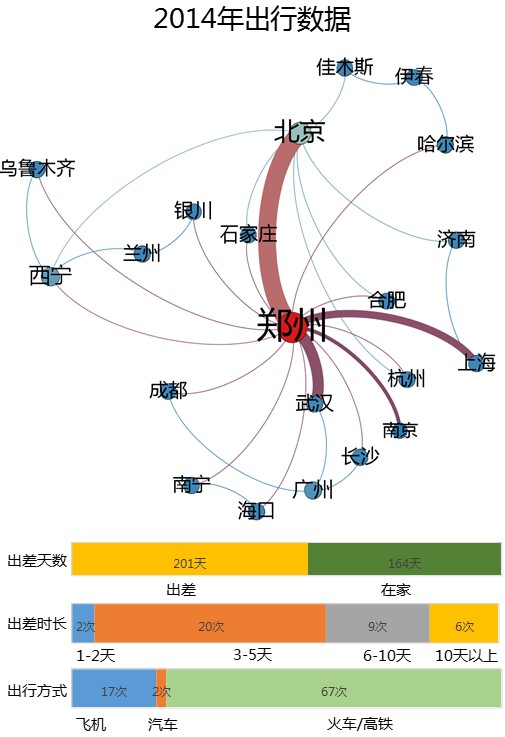 2014年出行数据
佳木斯
伊春
北京
哈尔滨
乌鲁木齐
银川
石家庄
济南
兰州
西宁
合肥
郑州
上海
杭州
成都
武汉
南京
长沙
南宁
广州
海口
出差天数
201天
164天
出差
在家
出差时长
2次
20次
9次
6次
1-2天
3-5天
6-10天
10天以上
出行方式
17次
2次
67次
飞机
汽车
火车/高铁